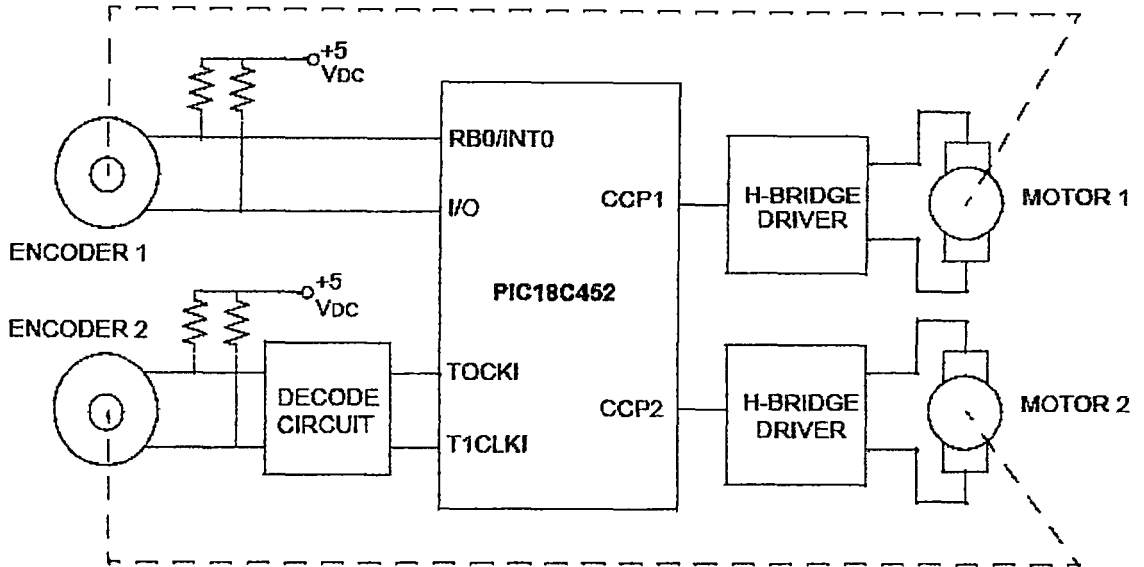 +5
VDC
RB0/INT0
I/O
ENCODER 1
CCP1
H-BRIDGE
DRIVER
MOTOR 1
PIC18C452
+5
VDC
ENCODER 2
DECODE
CIRCUIT
TOCKI
T1CLKI
CCP2
H-BRIDGE
DRIVER
MOTOR 2